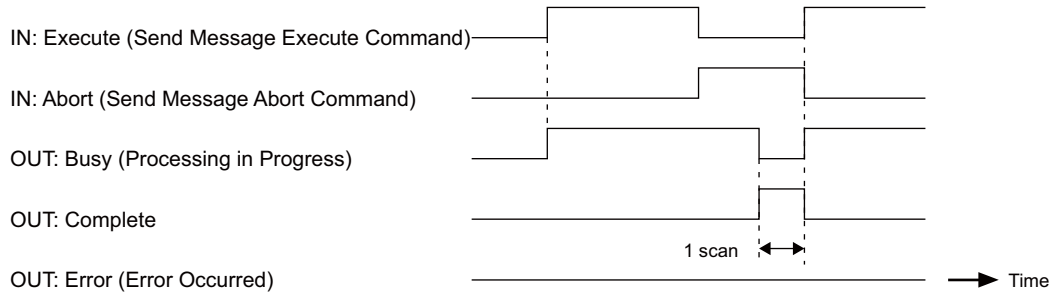 IN: Execute (Send Message Execute Command)
IN: Abort (Send Message Abort Command)
OUT: Busy (Processing in Progress)
OUT: Complete
1 scan
OUT: Error (Error Occurred)
Time